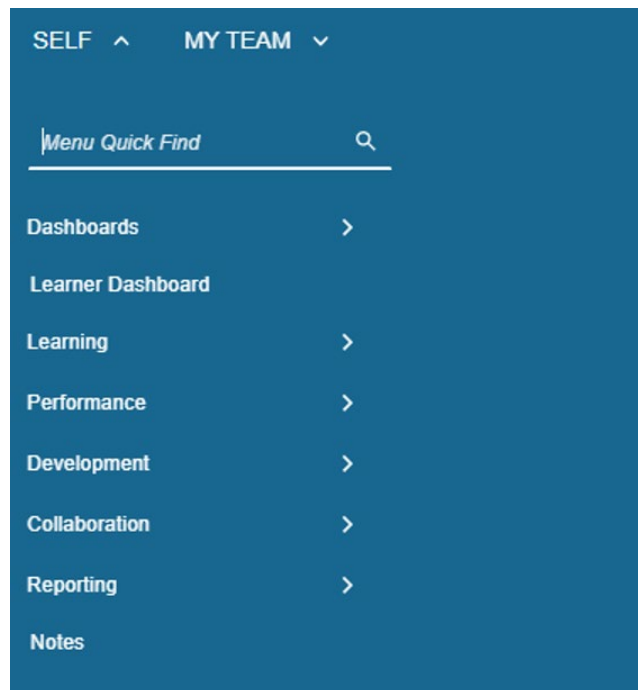 SELF MY TEAM
Menu Quick Find
Dashboards
Learner Dashboard
Learning
Performance
Development
Collaboration
Reporting
Notes